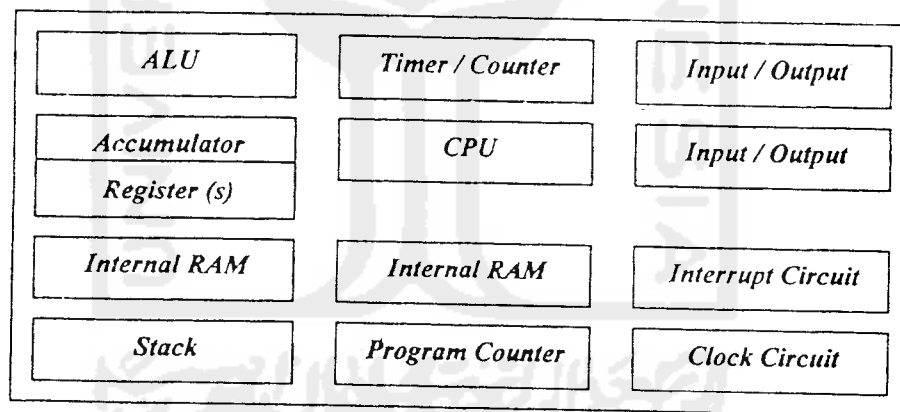 ALU
Timer / Counter
Input / Output
Accumulator
CPU
Input / Output
Register (s)
Internal RAM
Internal RAM
Interrupt Circuit
Stack
Program Counter
Clock Circuit